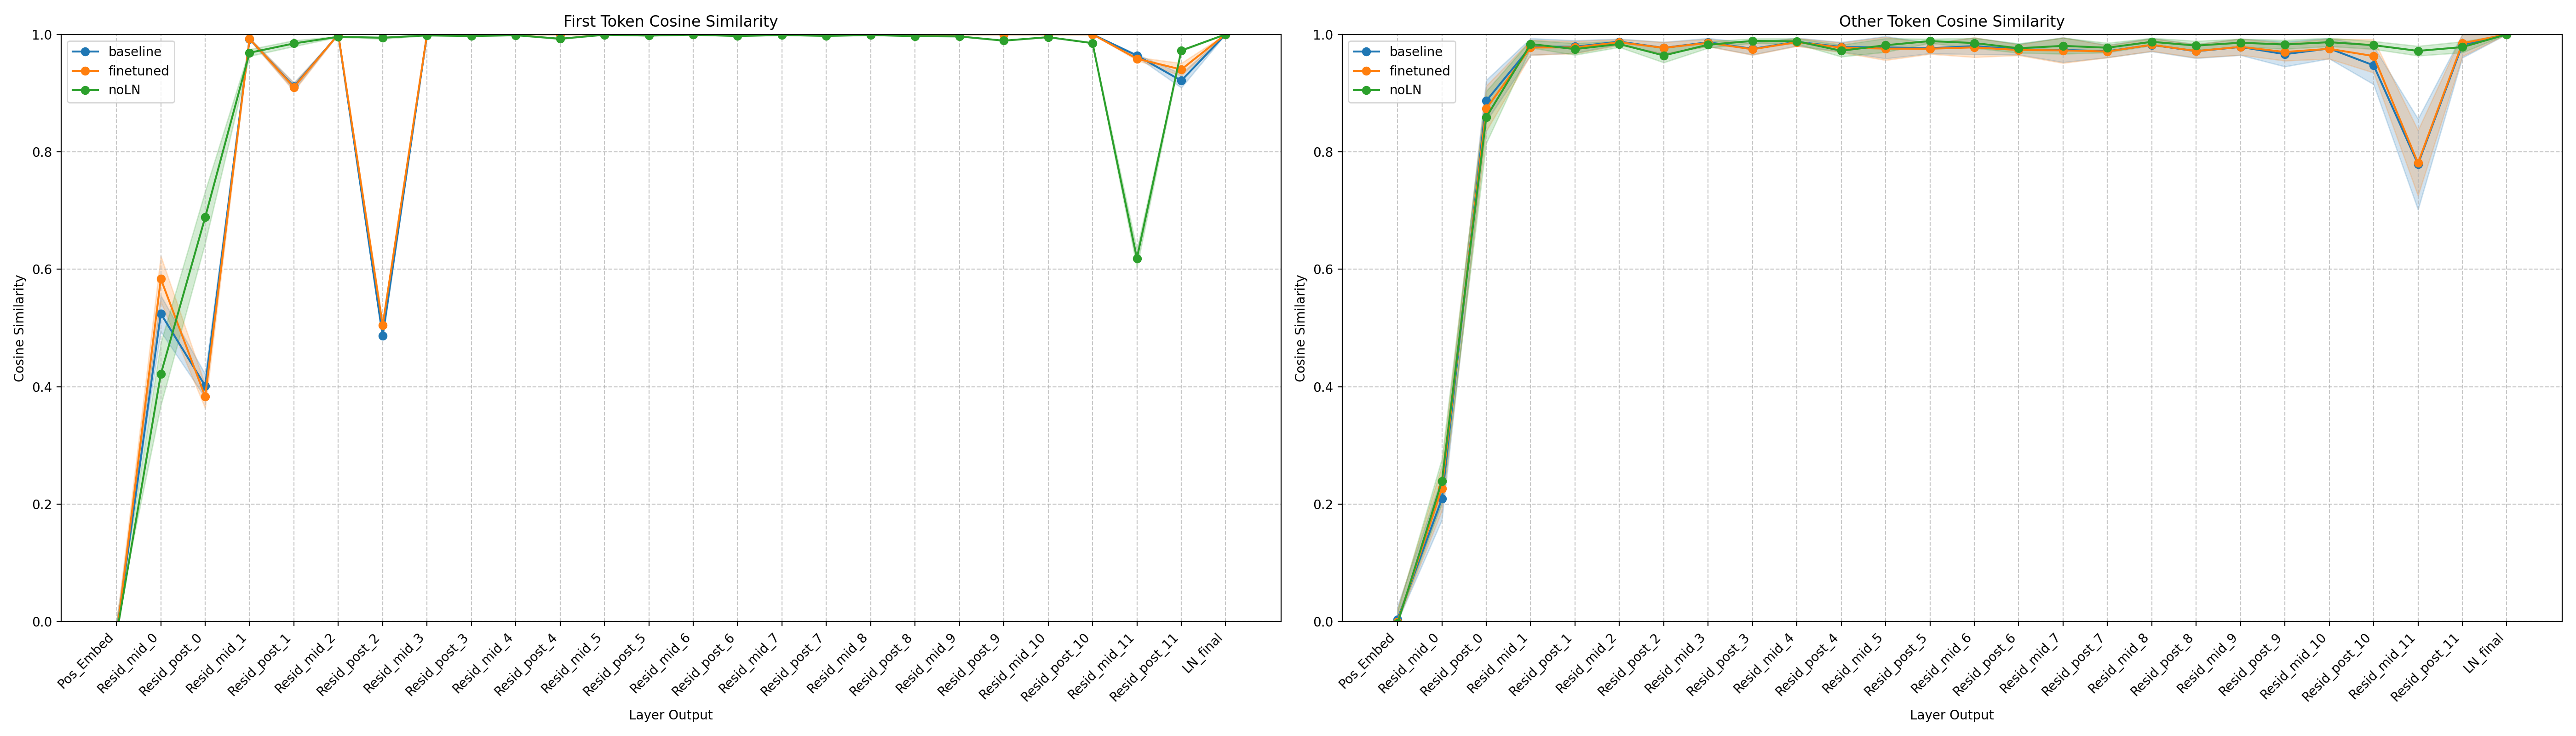 First Token Cosine Similarity
baseline
finetuned
noLN
1.0
0.8
0.6
0.4
0.2
0.0
Cosine Similarity
Pos_Embed
Resid_mid_0
Resid_post_0
Resid_mid_1
Resid_post_1
Resid_mid_2
Resid_post_2
Resid_mid_3
Resid_post_3
Resid_mid_4
Resid_post_4
Resid_mid_5
Resid_post_5
Resid_mid_6
Resid_post_6
Resid_mid_7
Resid_post_7
Resid_mid_8
Resid_post_8
Resid_mid_9
Resid_post_9
Resid_mid_10
Resid_post_10
Resid_mid_11
Resid_post_11
LN_final
Layer Output
Other Token Cosine Similarity
baseline
finetuned
noLN
1.0
0.8
0.6
0.4
0.2
0.0
Cosine Similarity
Pos_Embed
Resid_mid_0
Resid_post_0
Resid_mid_1
Resid_post_1
Resid_mid_2
Resid_post_2
Resid_mid_3
Resid_post_3
Resid_mid_4
Resid_post_4
Resid_mid_5
Resid_post_5
Resid_mid_6
Resid_post_6
Resid_mid_7
Resid_post_7
Resid_mid_8
Resid_post_8
Resid_mid_9
Resid_post_9
Resid_mid_10
Resid_post_10
Resid_mid_11
Resid_post_11
LN_final
Layer Output